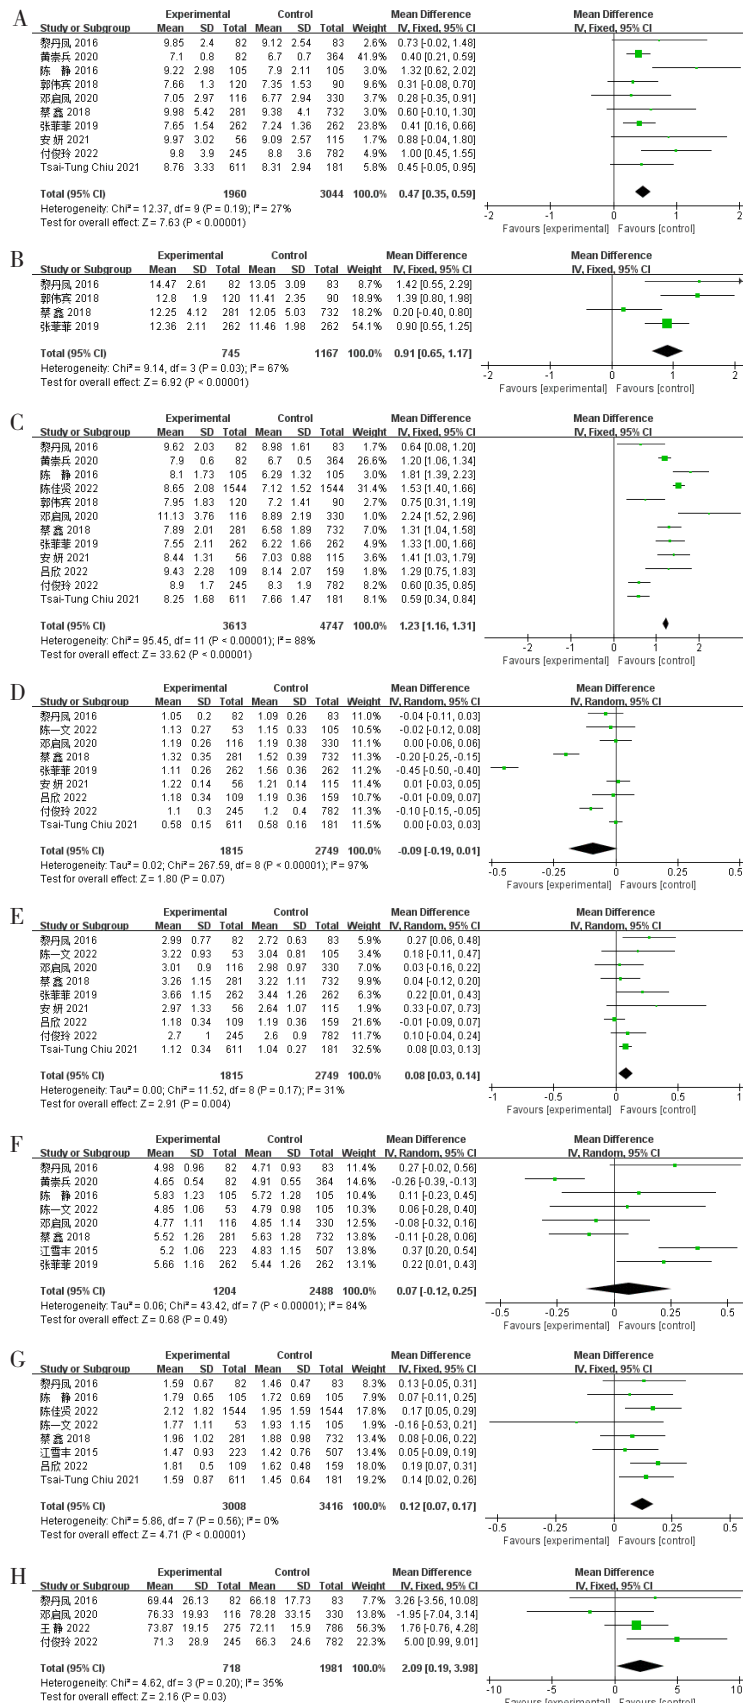 A
Experimental Control Mean Difference Mean Difference
Study or Subgroup Mean SD Total Mean SD Total Weight IV, Fixed, 95% CI IV, Fixed, 95% CI
黎丹凤 2016 9.85 2.4 82 9.12 2.54 83 2.6% 0.73 [-0.02, 1.48]
黄崇兵 2020 7.1 0.8 82 6.7 0.7 364 41.9% 0.40 [0.21, 0.59]
陈 静 2016 9.22 2.98 105 7.9 2.11 105 3.0% 1.32 [0.62, 2.02]
郭伟宾 2018 7.66 1.3 120 7.35 1.53 90 9.4% 0.31 [-0.08, 0.70]
邓启凤 2020 7.05 2.97 116 6.77 2.94 330 3.7% 0.28 [-0.35, 0.91]
蔡 鑫 2018 9.98 5.42 281 9.38 4.1 732 3.0% 0.60 [-0.10, 1.30]
张菲菲 2019 7.65 1.54 262 7.24 1.36 262 23.8% 0.41 [0.16, 0.66]
安 妍 2021 9.97 3.02 56 9.09 2.57 115 1.7% 0.88 [-0.04, 1.80]
付俊玲 2022 9.8 3.9 245 8.8 3.6 782 5.0% 1.00 [0.45, 1.55]
Tsai-Tung Chiu 2021 8.76 3.33 611 8.31 2.94 181 5.8% 0.45 [-0.05, 0.95]
Total (95% CI) 1960 3044 100.0% 0.47 [0.35, 0.59]
Heterogeneity: Chi² = 12.37, df = 9 (P = 0.19); I² = 27%
Test for overall effect: Z = 7.63 (P < 0.00001)
-2 -1 0 1 2
Favours [experimental] Favours [control]
B
Experimental Control Mean Difference Mean Difference
Study or Subgroup Mean SD Total Mean SD Total Weight IV, Fixed, 95% CI IV, Fixed, 95% CI
黎丹凤 2016 14.47 2.61 82 13.05 3.09 83 8.7% 1.42 [0.55, 2.29]
郭伟宾 2018 12.8 1.9 120 11.41 2.35 90 18.9% 1.39 [0.80, 1.98]
蔡 鑫 2018 12.25 4.12 281 12.05 5.03 732 18.2% 0.20 [-0.40, 0.80]
张菲菲 2019 12.36 2.11 262 11.46 1.98 262 54.1% 0.90 [0.55, 1.25]
Total (95% CI) 745 1167 100.0% 0.91 [0.65, 1.17]
Heterogeneity: Chi² = 9.14, df = 3 (P = 0.03); I² = 67%
Test for overall effect: Z = 6.92 (P < 0.00001)
-2 -1 0 1 2
Favours [experimental] Favours [control]
C
Experimental Control Mean Difference Mean Difference
Study or Subgroup Mean SD Total Mean SD Total Weight IV, Fixed, 95% CI IV, Fixed, 95% CI
黎丹凤 2016 9.62 2.03 82 8.98 1.61 83 1.7% 0.64 [0.08, 1.20]
黄崇兵 2020 7.9 0.6 82 6.7 0.5 364 26.6% 1.20 [1.06, 1.34]
陈 静 2016 8.1 1.73 105 6.29 1.32 105 3.0% 1.81 [1.39, 2.23]
陈佳贤 2022 8.65 2.08 1544 7.12 1.52 1544 31.4% 1.53 [1.40, 1.66]
郭伟宾 2018 7.95 1.83 120 7.2 1.41 90 2.8% 0.75 [0.31, 1.19]
邓启凤 2020 11.13 3.76 116 8.89 2.19 330 1.0% 2.24 [1.52, 2.96]
蔡 鑫 2018 7.89 2.01 281 6.58 1.89 732 7.3% 1.31 [1.04, 1.58]
张菲菲 2019 7.55 2.11 262 6.22 1.66 262 5.1% 1.33 [1.00, 1.66]
安 妍 2021 8.44 1.31 56 7.03 0.88 115 3.7% 1.41 [1.03, 1.79]
吕欣 2022 9.43 2.28 109 8.14 2.07 159 1.8% 1.29 [0.75, 1.83]
付俊玲 2022 8.9 1.7 245 8.3 1.9 782 8.6% 0.60 [0.35, 0.85]
Tsai-Tung Chiu 2021 8.25 1.68 611 7.66 1.47 181 8.1% 0.59 [0.34, 0.84]
Total (95% CI) 3613 4747 100.0% 1.23 [1.16, 1.31]
Heterogeneity: Chi² = 95.45, df = 11 (P < 0.00001); I² = 88%
Test for overall effect: Z = 33.62 (P < 0.00001)
-2 -1 0 1 2
Favours [experimental] Favours [control]
D
Experimental Control Mean Difference Mean Difference
Study or Subgroup Mean SD Total Mean SD Total Weight IV, Random, 95% CI IV, Random, 95% CI
黎丹凤 2016 1.05 0.2 82 1.09 0.26 83 11.0% -0.04 [-0.11, 0.03]
陈一文 2022 1.13 0.27 53 1.15 0.33 105 10.3% -0.02 [-0.12, 0.08]
邓启凤 2020 1.19 0.26 116 1.19 0.38 330 11.1% 0.00 [-0.06, 0.06]
蔡 鑫 2018 1.32 0.35 281 1.52 0.39 732 11.3% -0.20 [-0.25, -0.15]
张菲菲 2019 1.11 0.26 262 1.56 0.36 262 11.3% -0.45 [-0.50, -0.40]
安 妍 2021 1.22 0.14 56 1.21 0.14 115 11.4% 0.01 [-0.03, 0.05]
吕欣 2022 1.18 0.34 109 1.19 0.36 159 10.8% -0.01 [-0.09, 0.07]
付俊玲 2022 1.1 0.3 245 1.2 0.4 782 11.3% -0.10 [-0.15, -0.05]
Tsai-Tung Chiu 2021 0.58 0.15 611 0.58 0.16 181 11.5% 0.00 [-0.03, 0.03]
Total (95% CI) 1815 2749 100.0% -0.09 [-0.19, 0.01]
Heterogeneity: Tau² = 0.02; Chi² = 267.59, df = 8 (P < 0.00001); I² = 97%
Test for overall effect: Z = 1.80 (P = 0.07)
-0.5 -0.25 0 0.25 0.5
Favours [experimental] Favours [control]
E
Experimental Control Mean Difference Mean Difference
Study or Subgroup Mean SD Total Mean SD Total Weight IV, Random, 95% CI IV, Random, 95% CI
黎丹凤 2016 2.99 0.77 82 2.72 0.63 83 5.9% 0.27 [0.06, 0.48]
陈一文 2022 3.22 0.93 53 3.04 0.81 105 3.2% 0.18 [-0.11, 0.47]
邓启凤 2020 3.01 0.9 116 2.98 0.97 330 7.0% 0.03 [-0.16, 0.22]
蔡 鑫 2018 3.26 1.15 281 3.22 1.11 732 9.6% 0.04 [-0.12, 0.20]
张菲菲 2019 3.66 1.15 262 3.44 1.26 262 6.3% 0.22 [0.01, 0.43]
安 妍 2021 2.97 1.33 56 2.64 1.07 115 1.8% 0.33 [-0.07, 0.73]
吕欣 2022 1.18 0.34 109 1.19 0.36 159 21.6% -0.01 [-0.09, 0.07]
付俊玲 2022 2.7 1 245 2.6 0.9 782 12.1% 0.10 [-0.04, 0.24]
Tsai-Tung Chiu 2021 1.12 0.34 611 1.04 0.27 181 32.5% 0.08 [0.03, 0.13]
Total (95% CI) 1815 2749 100.0% 0.08 [0.03, 0.14]
Heterogeneity: Tau² = 0.00; Chi² = 11.52, df = 8 (P = 0.17); I² = 31%
Test for overall effect: Z = 2.91 (P = 0.004)
-1 -0.5 0 0.5 1
Favours [experimental] Favours [control]
F
Experimental Control Mean Difference Mean Difference
Study or Subgroup Mean SD Total Mean SD Total Weight IV, Random, 95% CI IV, Random, 95% CI
黎丹凤 2016 4.98 0.96 82 4.71 0.93 83 11.4% 0.27 [-0.02, 0.56]
黄崇兵 2020 4.65 0.54 82 4.91 0.55 364 14.6% -0.26 [-0.39, -0.13]
陈 静 2016 5.83 1.23 105 5.72 1.28 105 10.4% 0.11 [-0.23, 0.45]
陈一文 2022 4.85 1.06 53 4.79 0.98 105 10.3% 0.06 [-0.28, 0.40]
邓启凤 2020 4.77 1.11 116 4.85 1.14 330 12.5% -0.08 [-0.32, 0.16]
蔡 鑫 2018 5.52 1.26 281 5.63 1.28 732 13.8% -0.11 [-0.28, 0.06]
江雪丰 2015 5.2 1.06 223 4.83 1.15 507 13.9% 0.37 [0.20, 0.54]
张菲菲 2019 5.66 1.16 262 5.44 1.26 262 13.2% 0.22 [0.01, 0.43]
Total (95% CI) 1204 2488 100.0% 0.07 [-0.12, 0.25]
Heterogeneity: Tau² = 0.06; Chi² = 43.42, df = 7 (P < 0.00001); I² = 84%
Test for overall effect: Z = 0.68 (P = 0.49)
-0.5 -0.25 0 0.25 0.5
Favours [experimental] Favours [control]
G
Experimental Control Mean Difference Mean Difference
Study or Subgroup Mean SD Total Mean SD Total Weight IV, Fixed, 95% CI IV, Fixed, 95% CI
黎丹凤 2016 1.59 0.67 82 1.46 0.47 83 8.3% 0.13 [-0.05, 0.31]
陈 静 2016 1.79 0.65 105 1.72 0.69 105 7.9% 0.07 [-0.11, 0.25]
陈佳贤 2022 2.12 1.82 1544 1.95 1.59 1544 17.8% 0.17 [0.05, 0.29]
陈一文 2022 1.77 1.11 53 1.93 1.15 105 1.9% -0.16 [-0.53, 0.21]
蔡 鑫 2018 1.96 1.02 281 1.88 0.98 732 13.4% 0.08 [-0.06, 0.22]
江雪丰 2015 1.47 0.93 223 1.42 0.76 507 13.0% 0.05 [-0.09, 0.19]
吕欣 2022 1.81 0.5 109 1.62 0.48 159 18.5% 0.19 [0.07, 0.31]
Tsai-Tung Chiu 2021 1.59 0.87 611 1.45 0.64 181 19.2% 0.14 [0.02, 0.26]
Total (95% CI) 3008 3416 100.0% 0.12 [0.07, 0.17]
Heterogeneity: Chi² = 5.86, df = 7 (P = 0.56); I² = 0%
Test for overall effect: Z = 4.71 (P < 0.00001)
-0.5 -0.25 0 0.25 0.5
Favours [experimental] Favours [control]
H
Experimental Control Mean Difference Mean Difference
Study or Subgroup Mean SD Total Mean SD Total Weight IV, Fixed, 95% CI IV, Fixed, 95% CI
黎丹凤 2016 69.44 26.13 82 66.18 17.73 83 7.7% 3.26 [-3.56, 10.08]
邓启凤 2020 76.33 19.93 116 78.28 33.15 330 13.8% -1.95 [-7.04, 3.14]
王 静 2022 73.87 19.15 275 72.11 15.9 786 56.3% 1.76 [-0.76, 4.28]
付俊玲 2022 71.3 28.9 245 66.3 24.6 782 22.3% 5.00 [0.99, 9.01]
Total (95% CI) 718 1981 100.0% 2.09 [0.19, 3.98]
Heterogeneity: Chi² = 4.62, df = 3 (P = 0.20); I² = 35%
Test for overall effect: Z = 2.16 (P = 0.03)
-10 -5 0 5 10
Favours [experimental] Favours [control]